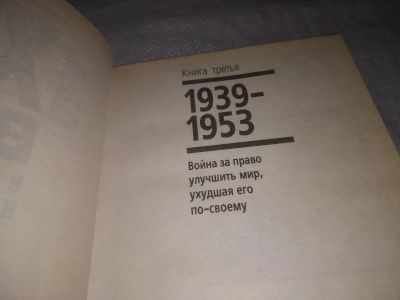 Книга третья
1939–
1953
Война за право
улучшить мир,
ухудшая его
по-своему